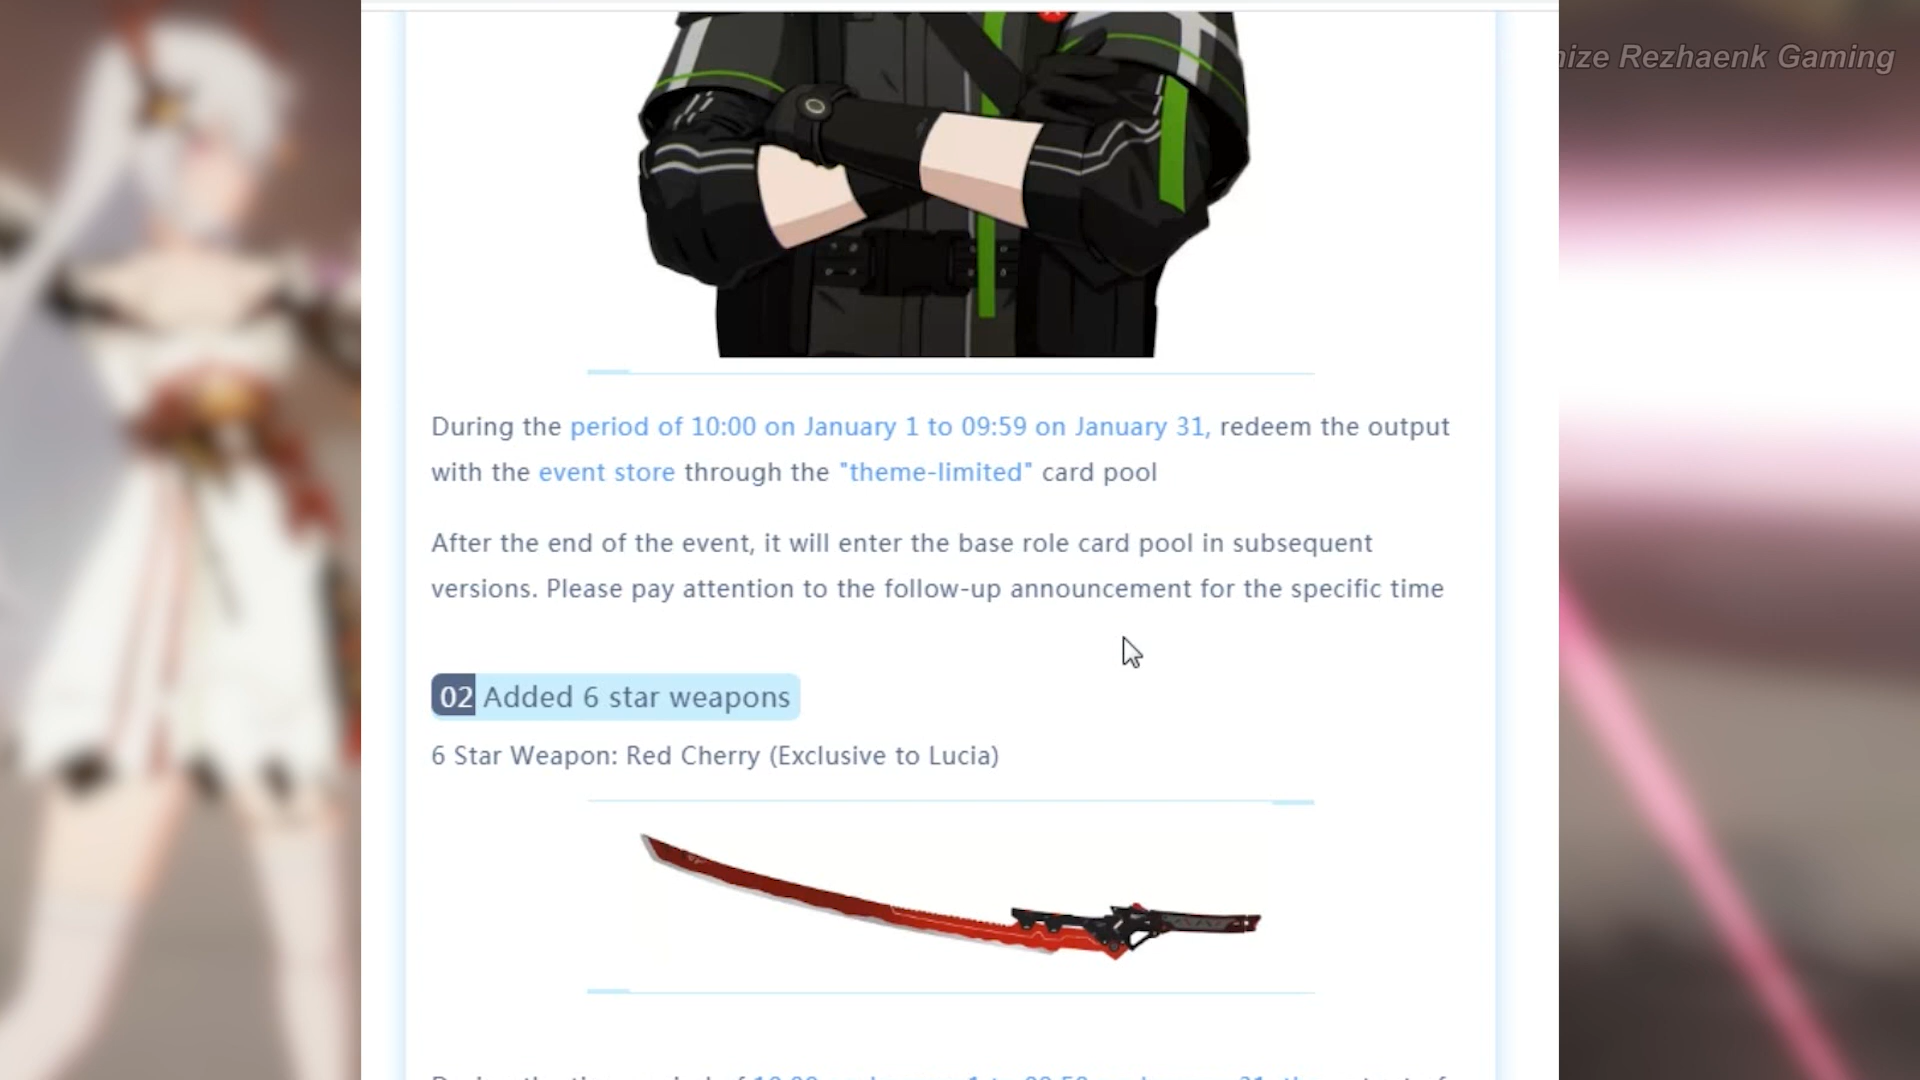 Rezhaenk Gaming
During the period of 10:00 on January 1 to 09:59 on January 31, redeem the output
with the event store through the "theme-limited" card pool
After the end of the event, it will enter the base role card pool in subsequent
versions. Please pay attention to the follow-up announcement for the specific time
02 Added 6 star weapons
6 Star Weapon: Red Cherry (Exclusive to Lucia)